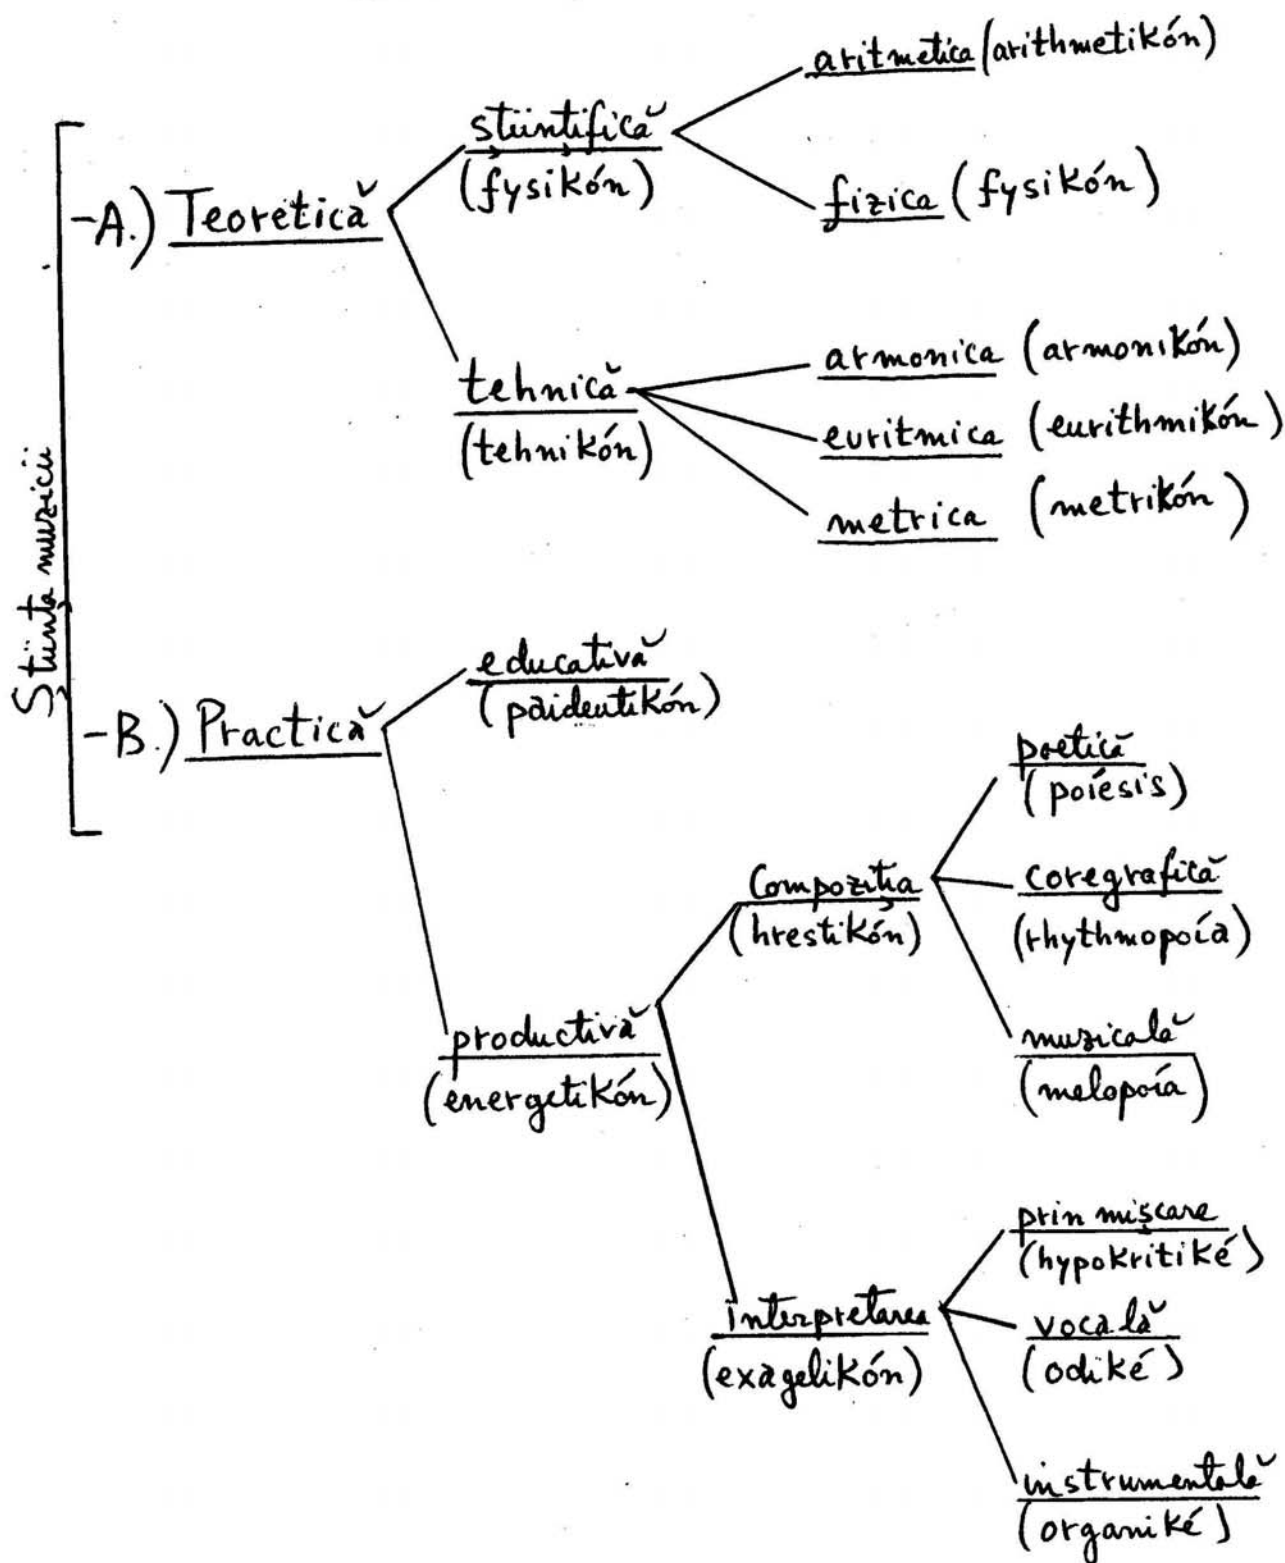 Știința muzicii
-A.) Teoretică
științifică
(fysikón)
aritmetica (arithmetikón)
fizica (fysikón)
tehnică
(tehnikón)
armonica (armonikón)
euritmica (eurithmikón)
metrica (metrikón)
-B.) Practică
educativă
(paideutikón)
productivă
(energetikón)
Compoziția
(hrestikón)
poetică
(poíesis)
coregrafică
(rhythmopoía)
muzicală
(melopoía)
interpretarea
(exagelikón)
prin mișcare
(hypokritiké)
vocală
(odiké)
instrumentală
(organiké)